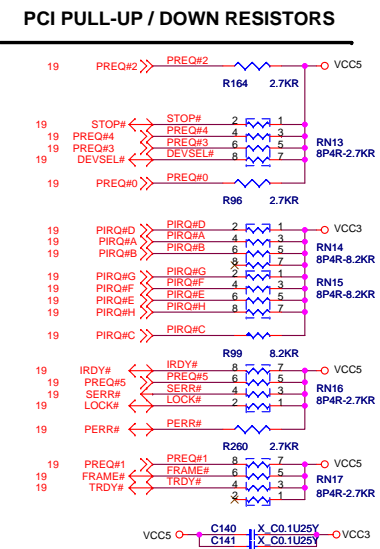 PCI PULL-UP / DOWN RESISTORS
19 PREQ#2 PREQ#2 VCC5
R164 2.7KR
19 STOP# STOP# 2 1
19 PREQ#4 PREQ#4 4 3 RN13
19 PREQ#3 PREQ#3 6 5 8P4R-2.7KR
19 DEVSEL# DEVSEL# 8 7
19 PREQ#0 PREQ#0
R96 2.7KR
19 PIRQ#D PIRQ#D 2 1 VCC3
19 PIRQ#A PIRQ#A 4 3 RN14
19 PIRQ#B PIRQ#B 6 5 8P4R-8.2KR
8 7
19 PIRQ#G PIRQ#G 2 1
19 PIRQ#F PIRQ#F 4 3 RN15
19 PIRQ#E PIRQ#E 6 5 8P4R-8.2KR
19 PIRQ#H PIRQ#H 8 7
19 PIRQ#C PIRQ#C
R99 8.2KR
19 IRDY# IRDY# 8 7 VCC5
19 PREQ#5 PREQ#5 6 5 RN16
19 SERR# SERR# 4 3 8P4R-2.7KR
19 LOCK# LOCK# 2 1
19 PERR# PERR#
R260 2.7KR
19 PREQ#1 PREQ#1 8 7 VCC5
19 FRAME# FRAME# 6 5 RN17
19 TRDY# TRDY# 4 3 8P4R-2.7KR
2 1
VCC5 C140 X_C0.1U25Y VCC3
C141 X_C0.1U25Y